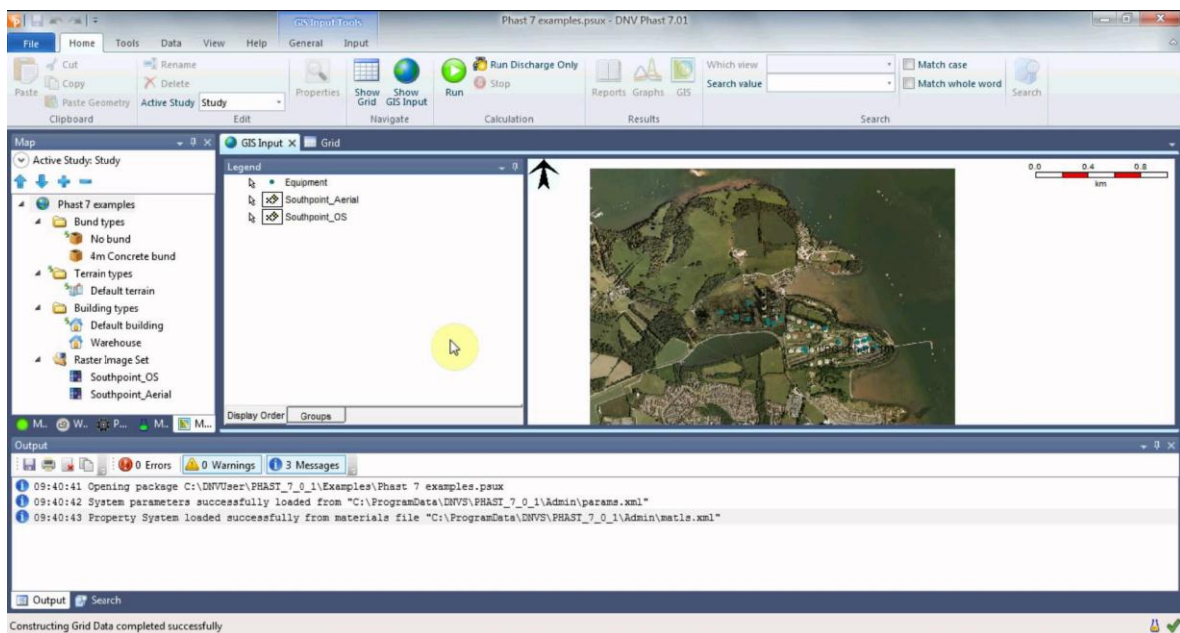 GIS Input Tools
Phast 7 examples.psux - DNV Phast 7.01
File Home Tools Data View Help General Input
Paste
Cut
Copy
Paste Geometry
Clipboard
Rename
Delete
Active Study Study
Properties
Edit
Show Grid
Show GIS Input
Navigate
Run
Run Discharge Only
Stop
Calculation
Reports Graphs GIS
Results
Which view
Search value
Match case
Match whole word
Search
Search
Map
Active Study: Study
Phast 7 examples
Bund types
No bund
4m Concrete bund
Terrain types
Default terrain
Building types
Default building
Warehouse
Raster Image Set
Southpoint_OS
Southpoint_Aerial
M.. W.. P... M.. M...
GIS Input Grid
Legend
Equipment
Southpoint_Aerial
Southpoint_OS
Display Order Groups
0.0 0.4 0.8
km
Output
0 Errors 0 Warnings 3 Messages
09:40:41 Opening package C:\DNVUser\PHAST_7_0_1\Examples\Phast 7 examples.psux
09:40:42 System parameters successfully loaded from "C:\ProgramData\DNVS\PHAST_7_0_1\Admin\params.xml"
09:40:43 Property System loaded successfully from materials file "C:\ProgramData\DNVS\PHAST_7_0_1\Admin\matls.xml"
Output Search
Constructing Grid Data completed successfully